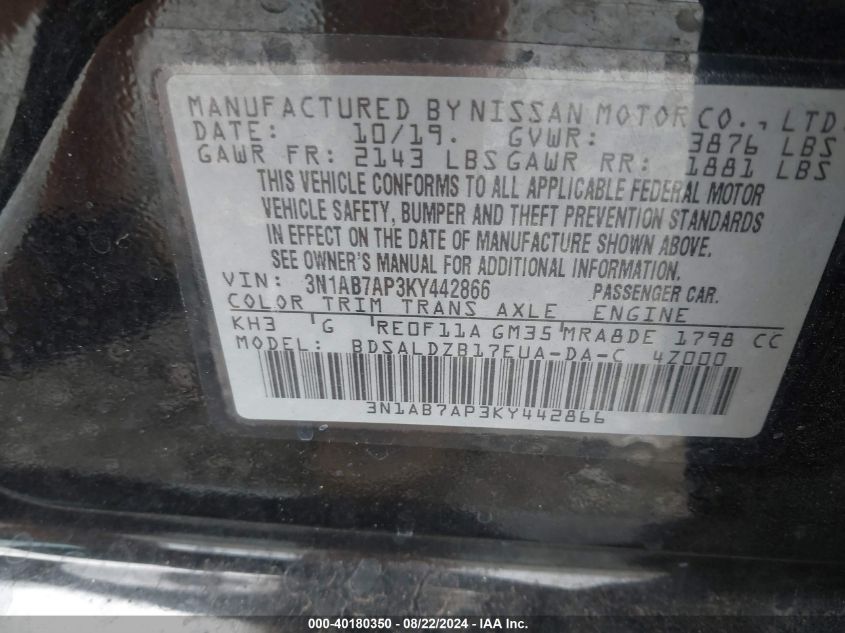 MANUFACTURED BY NISSAN MOTOR CO., LTD.
DATE: 10/19. GVWR: 3876 LBS
GAWR FR: 2143 LBS GAWR RR: 1881 LBS
THIS VEHICLE CONFORMS TO ALL APPLICABLE FEDERAL MOTOR
VEHICLE SAFETY, BUMPER AND THEFT PREVENTION STANDARDS
IN EFFECT ON THE DATE OF MANUFACTURE SHOWN ABOVE.
SEE OWNER'S MANUAL FOR ADDITIONAL INFORMATION.
VIN: 3N1AB7AP3KY442866 PASSENGER CAR.
COLOR TRIM TRANS AXLE ENGINE
KH3 G RE0F11A GM35 MRA8DE 1798 CC
MODEL: BDSALDZB17EUA-DA-C 4Z000
3N1AB7AP3KY442866
000-40180350 - 08/22/2024 - IAAI Inc.